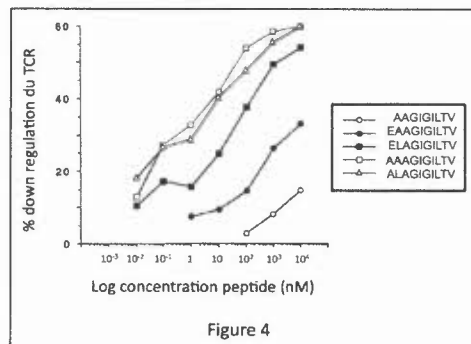 % down regulation du TCR
60
40
20
0
10⁻³ 10⁻² 10⁻¹ 1 10 10² 10³ 10⁴
Log concentration peptide (nM)
AAGIGILTV
EAAGIGILTV
ELAGIGILTV
AAAGIGILTV
ALAGIGILTV
Figure 4